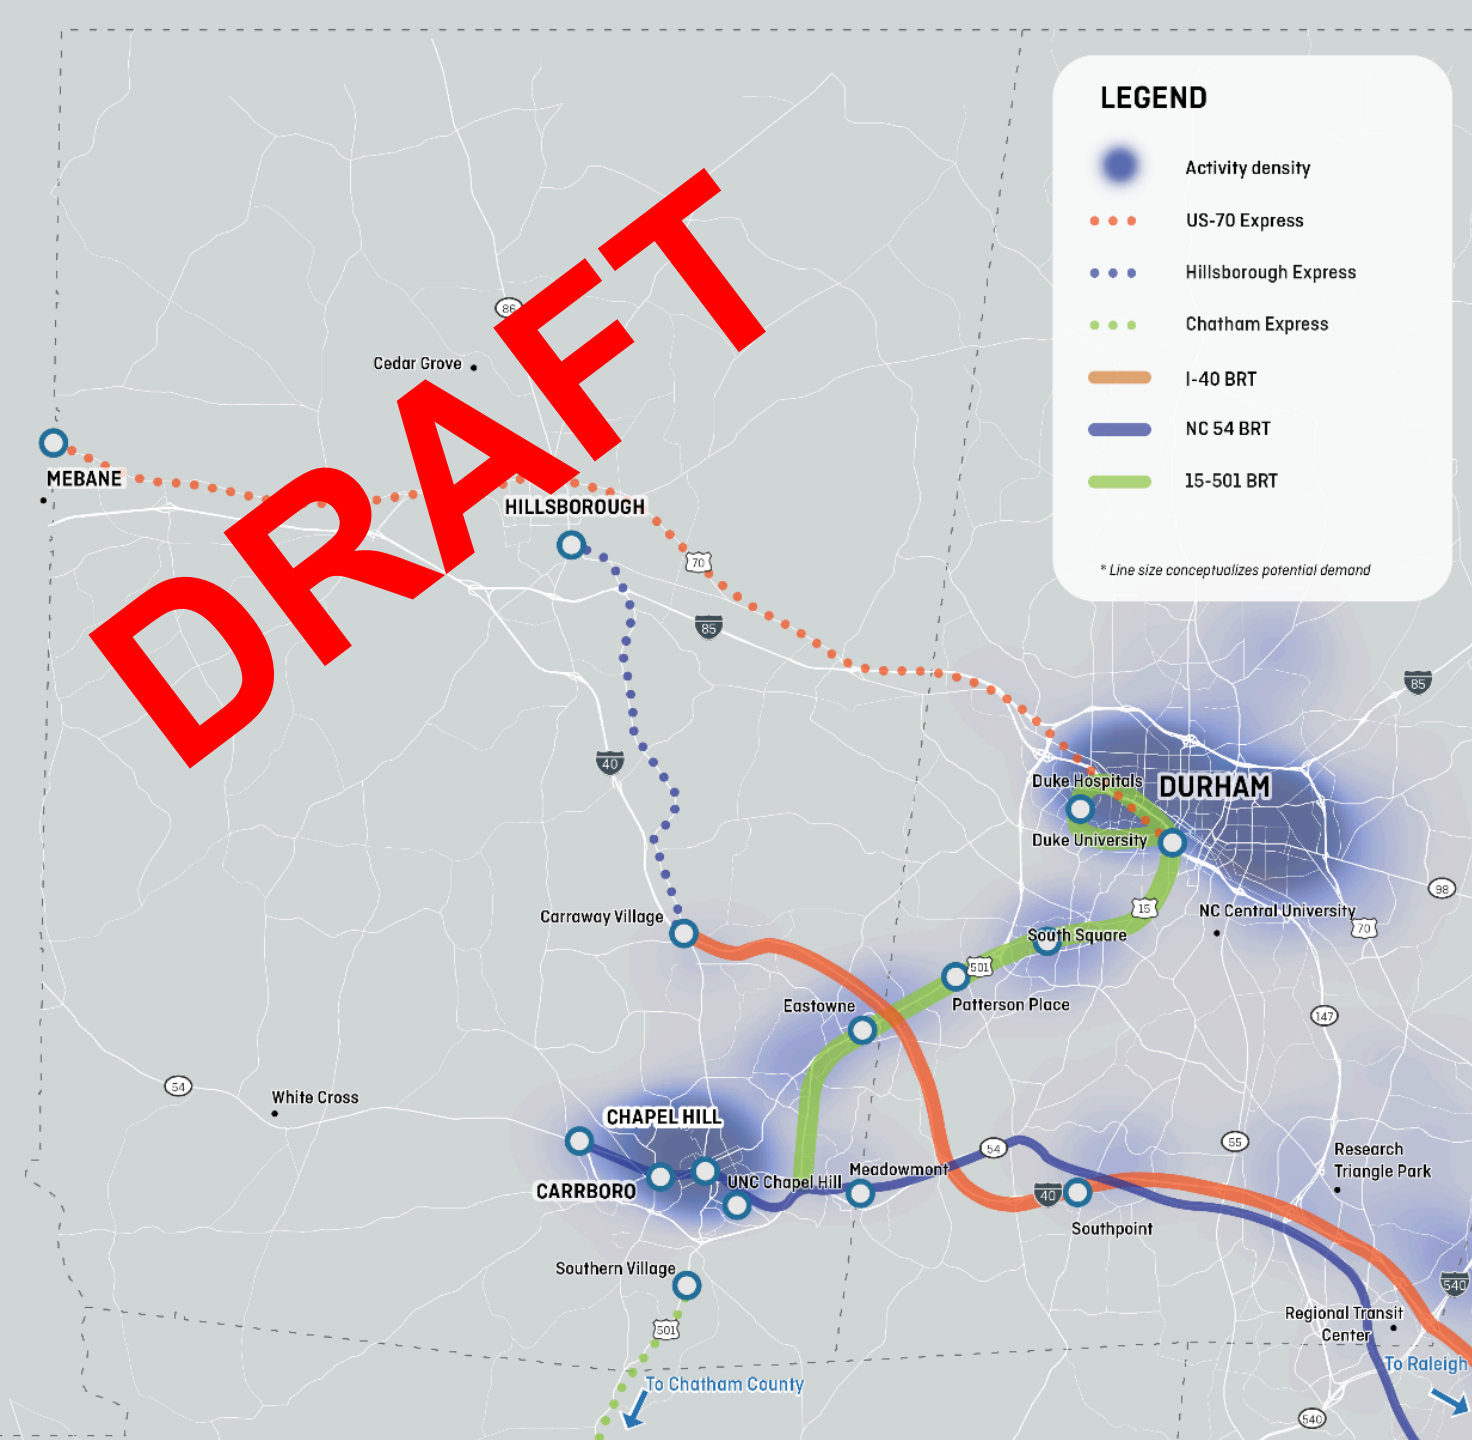 LEGEND
Activity density
US-70 Express
Hillsborough Express
Chatham Express
I-40 BRT
NC 54 BRT
15-501 BRT
* Line size conceptualizes potential demand
DRAFT
86
Cedar Grove
MEBANE
HILLSBOROUGH
70
85
85
40
Duke Hospitals
DURHAM
Duke University
98
15
NC Central University
70
Carraway Village
South Square
501
Patterson Place
Eastowne
147
54
White Cross
CHAPEL HILL
54
55
Research
Triangle Park
Meadowmont
UNC Chapel Hill
CARRBORO
40
Southpoint
Southern Village
540
Regional Transit
Center
501
To Raleigh
To Chatham County
540